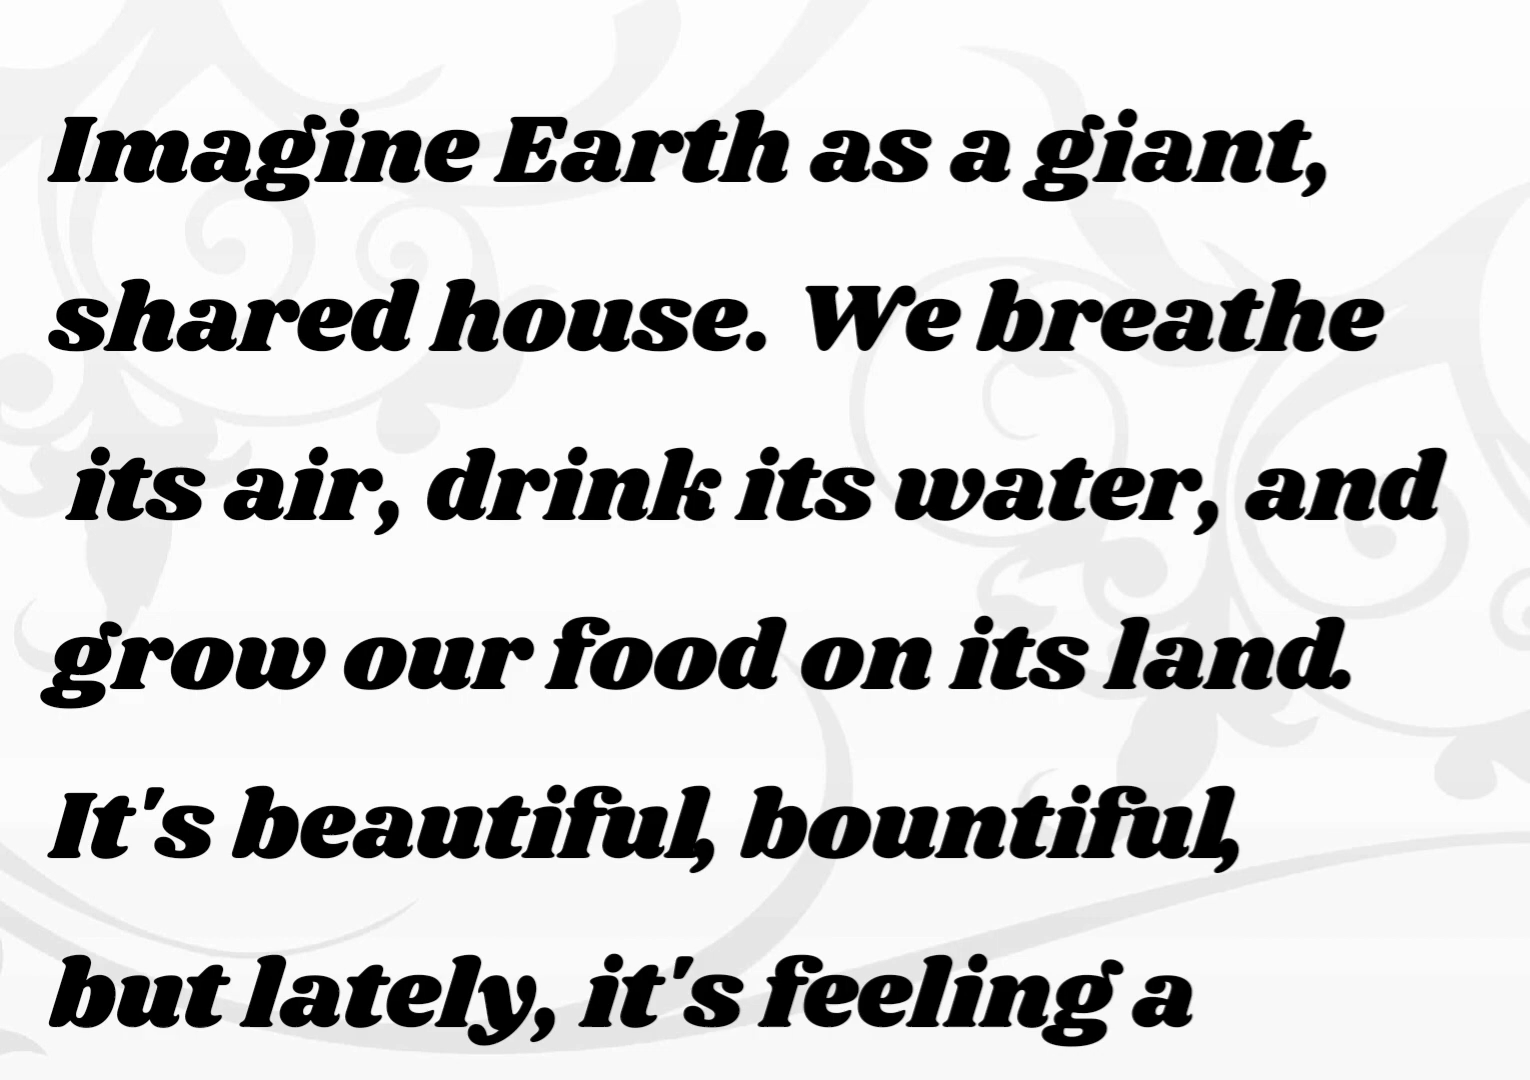 Imagine Earth as a giant,
shared house. We breathe
its air, drink its water, and
grow our food on its land.
It's beautiful, bountiful,
but lately, it's feeling a